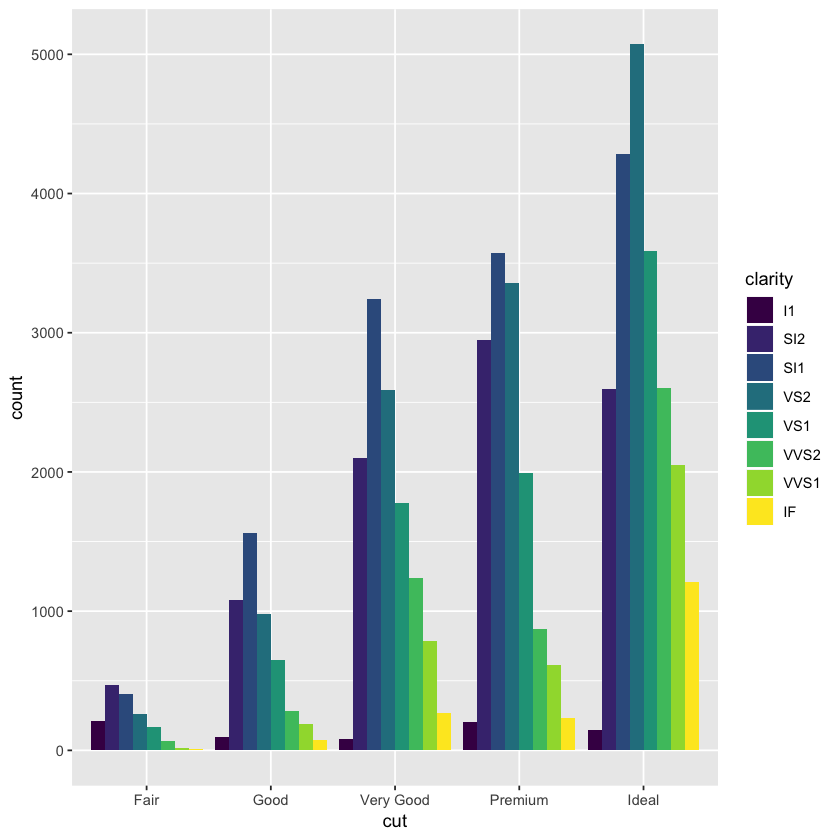 5000
4000
3000
2000
1000
0
count
Fair Good Very Good Premium Ideal
cut
clarity
I1
SI2
SI1
VS2
VS1
VVS2
VVS1
IF